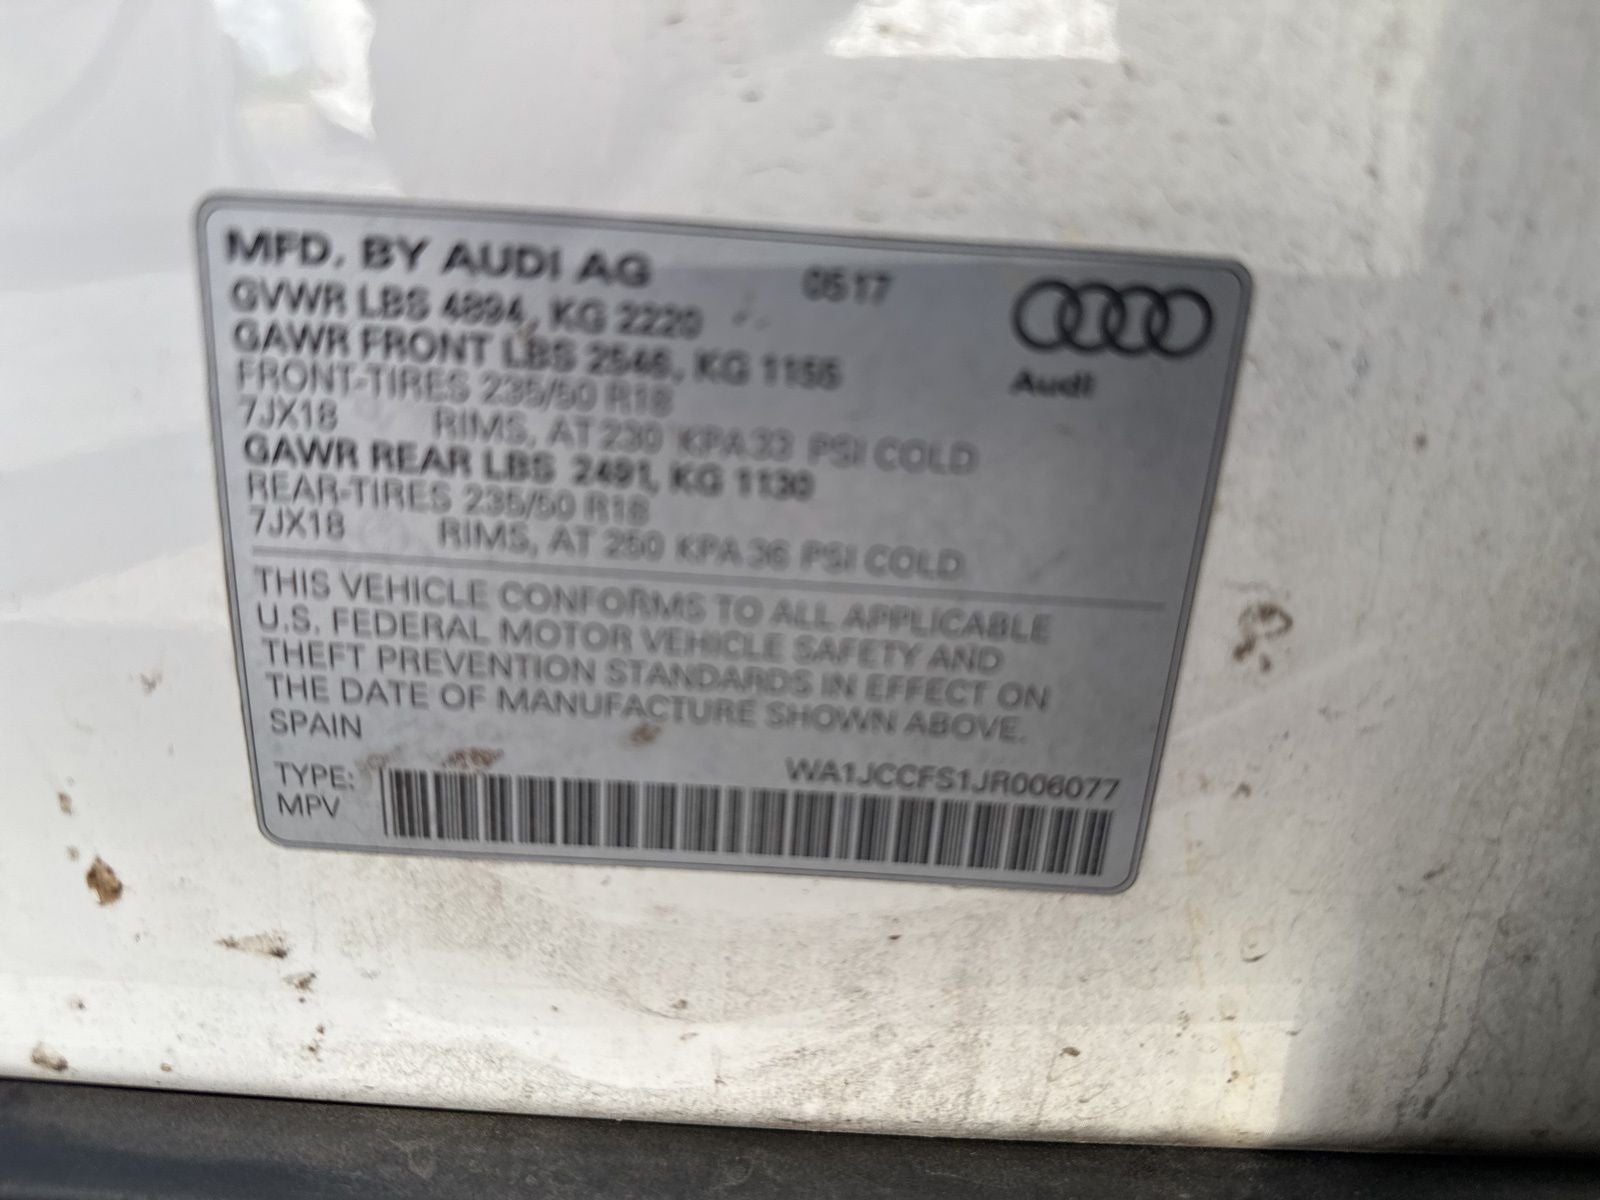 MFD. BY AUDI AG 0517
GVWR LBS 4894, KG 2220
GAWR FRONT LBS 2546, KG 1155
FRONT-TIRES 235/50 R18
7JX18 RIMS, AT 230 KPA 33 PSI COLD
GAWR REAR LBS 2491, KG 1130
REAR-TIRES 235/50 R18
7JX18 RIMS, AT 250 KPA 36 PSI COLD
Audi
THIS VEHICLE CONFORMS TO ALL APPLICABLE
U.S. FEDERAL MOTOR VEHICLE SAFETY AND
THEFT PREVENTION STANDARDS IN EFFECT ON
THE DATE OF MANUFACTURE SHOWN ABOVE.
SPAIN
TYPE: WA1JCCFS1JR006077
MPV